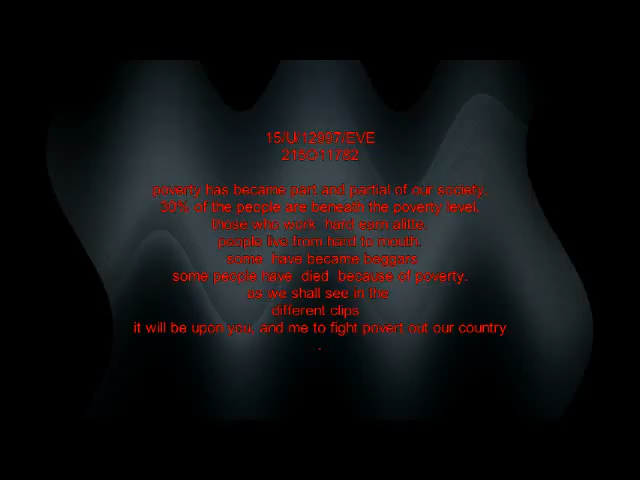 15/U/12997/EVE
215011782
poverty has became part and partial of our society.
30% of the people are beneath the poverty level.
those who work hard earn alitte.
people live from hard to mouth.
some have became beggars
some people have died because of poverty.
as we shall see in the
different clips
it will be upon you, and me to fight povert out our country
.